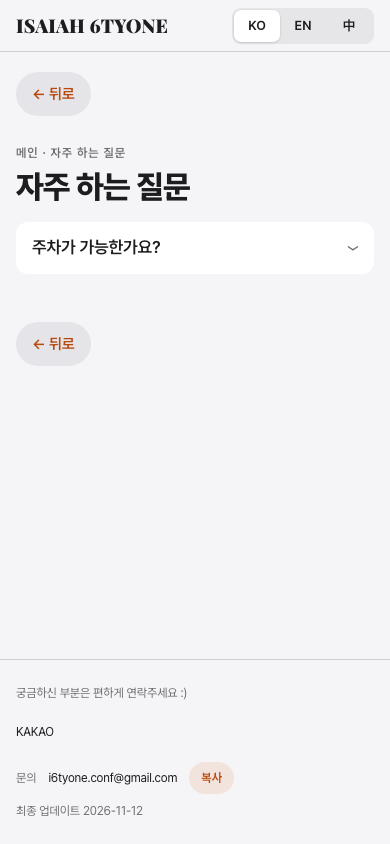 ISAIAH 6TYONE
KO EN 中
← 뒤로
메인 · 자주 하는 질문
자주 하는 질문
주차가 가능한가요?
← 뒤로
궁금하신 부분은 편하게 연락주세요 :)
KAKAO
문의 i6tyone.conf@gmail.com 복사
최종 업데이트 2026-11-12